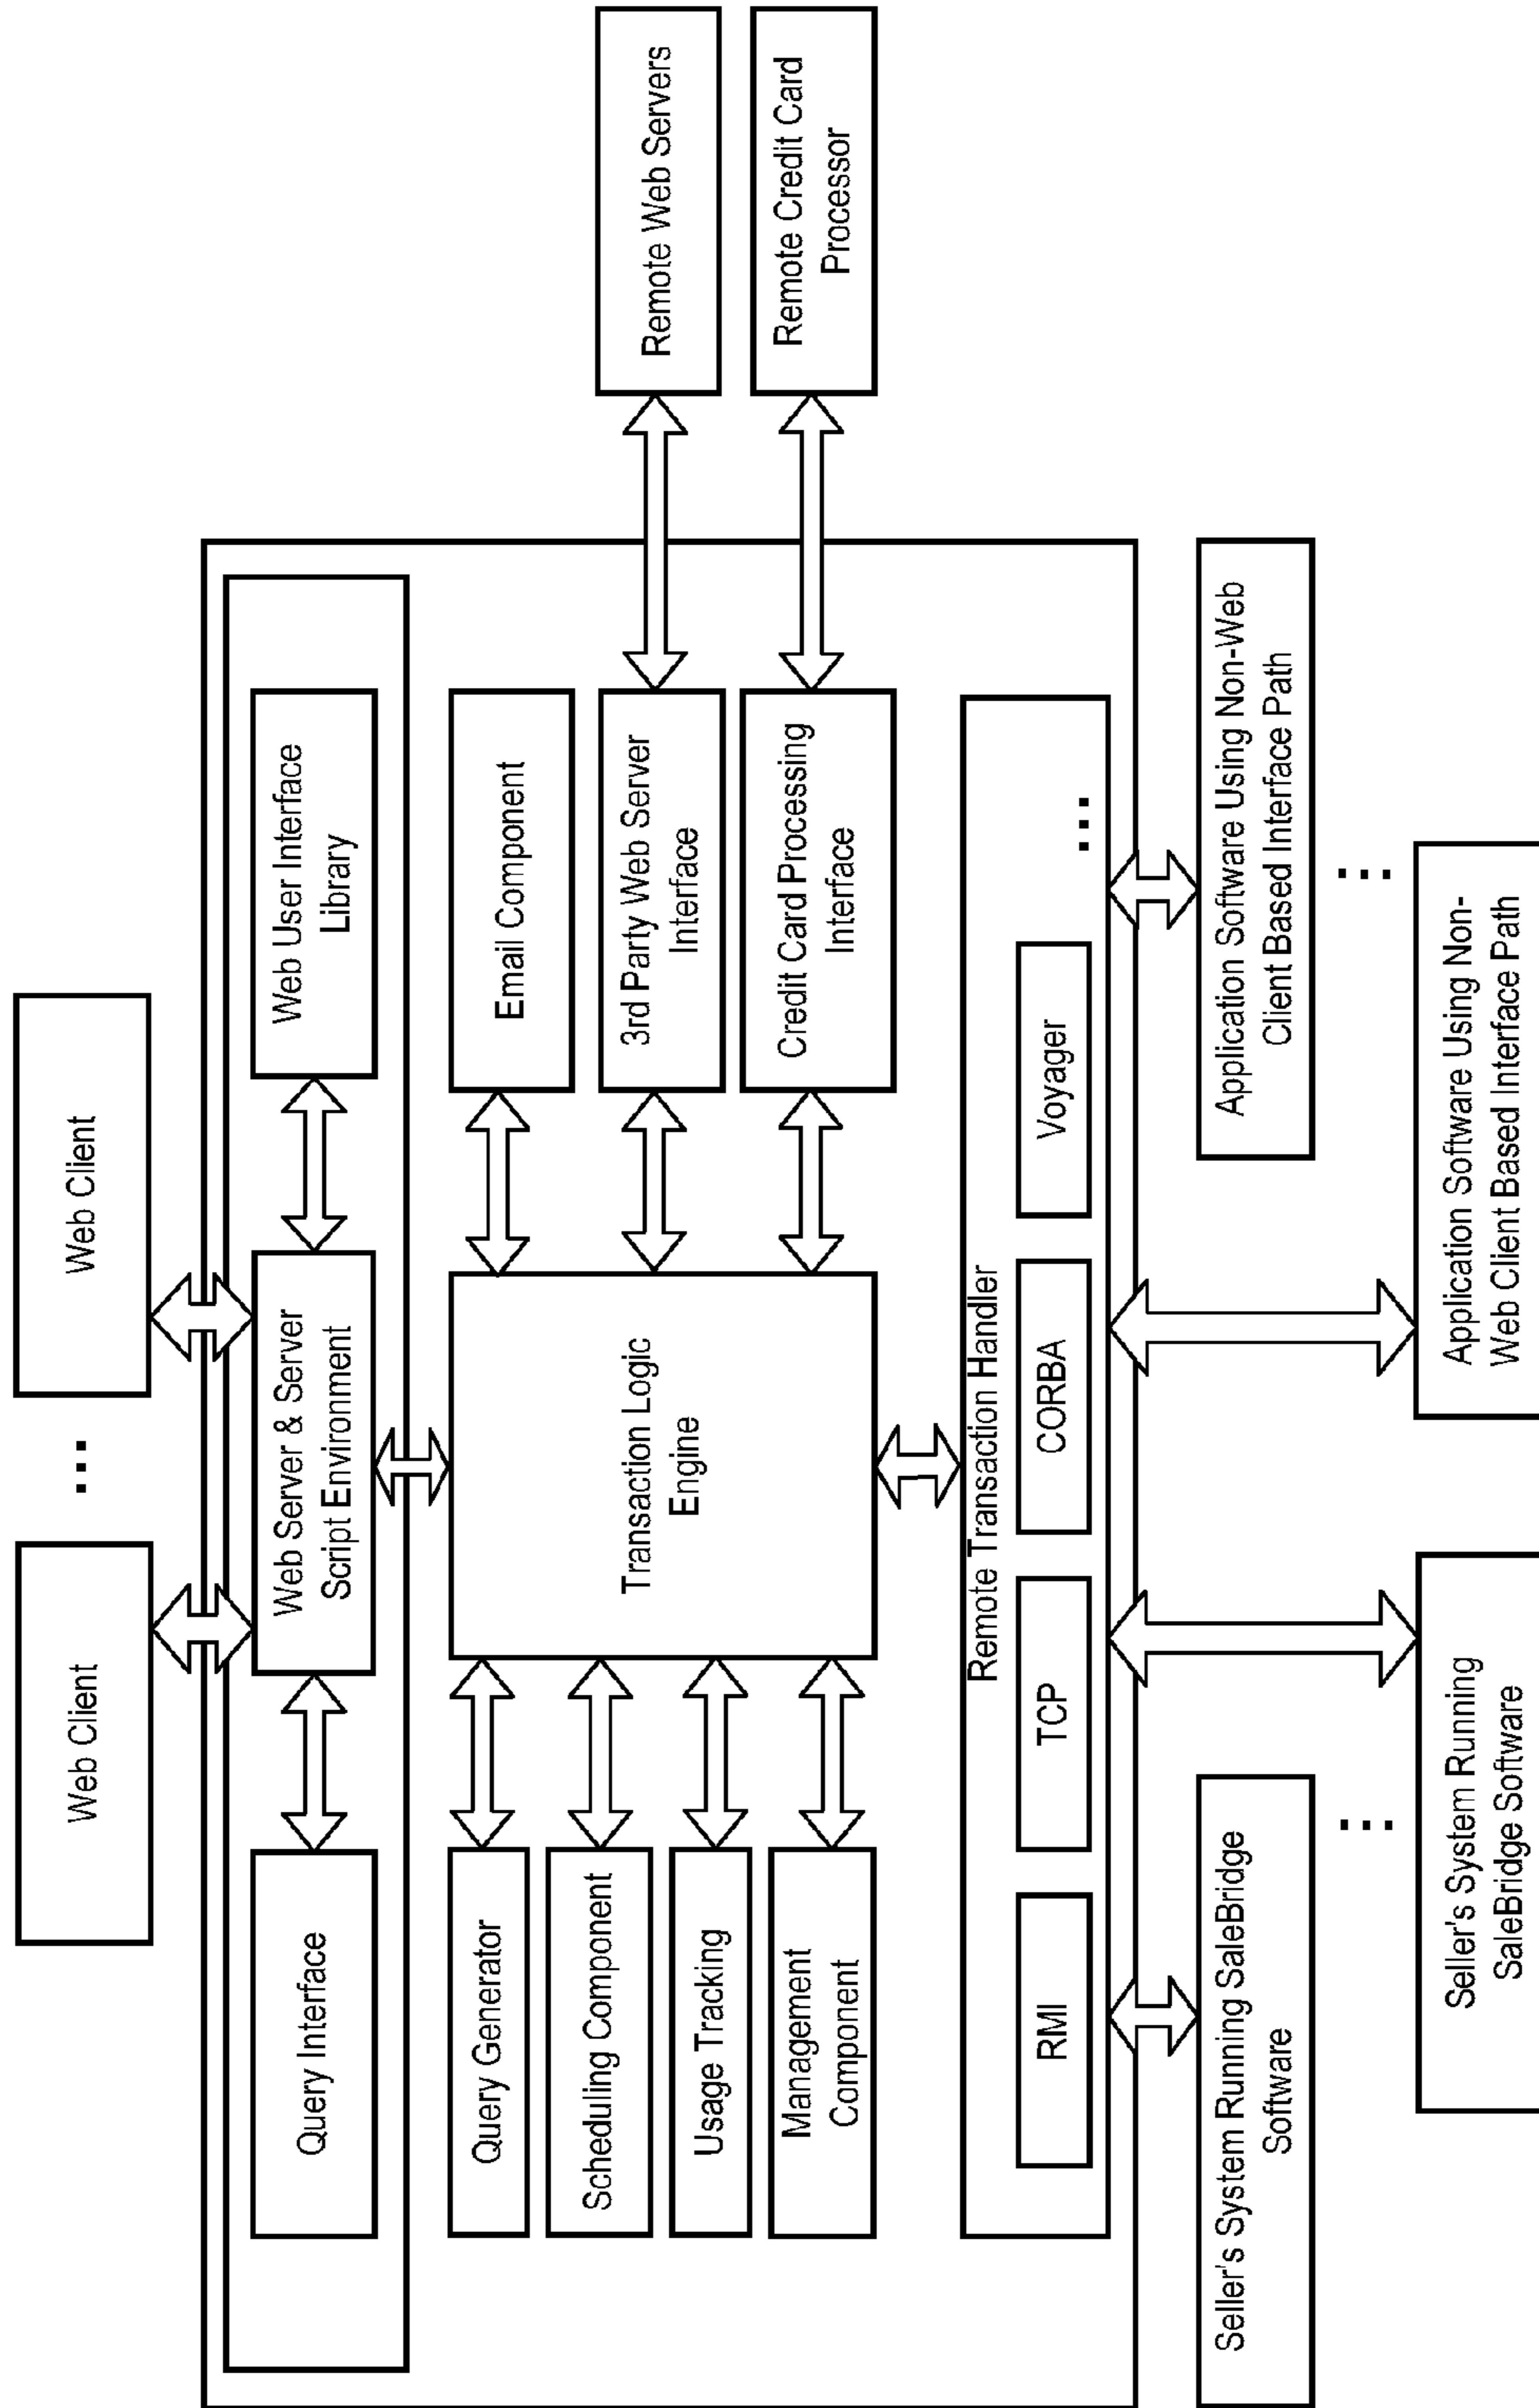 Web Client
...
Web Client
Query Interface
Web Server & Server
Script Environment
Web User Interface
Library
Query Generator
Scheduling Component
Usage Tracking
Management
Component
Transaction Logic
Engine
Email Component
3rd Party Web Server
Interface
Credit Card Processing
Interface
Remote Web Servers
Remote Credit Card
Processor
Remote Transaction Handler
RMI
TCP
CORBA
Voyager
...
Seller's System Running SaleBridge
Software
...
Seller's System Running
SaleBridge Software
Application Software Using Non-Web
Client Based Interface Path
...
Application Software Using Non-
Web Client Based Interface Path